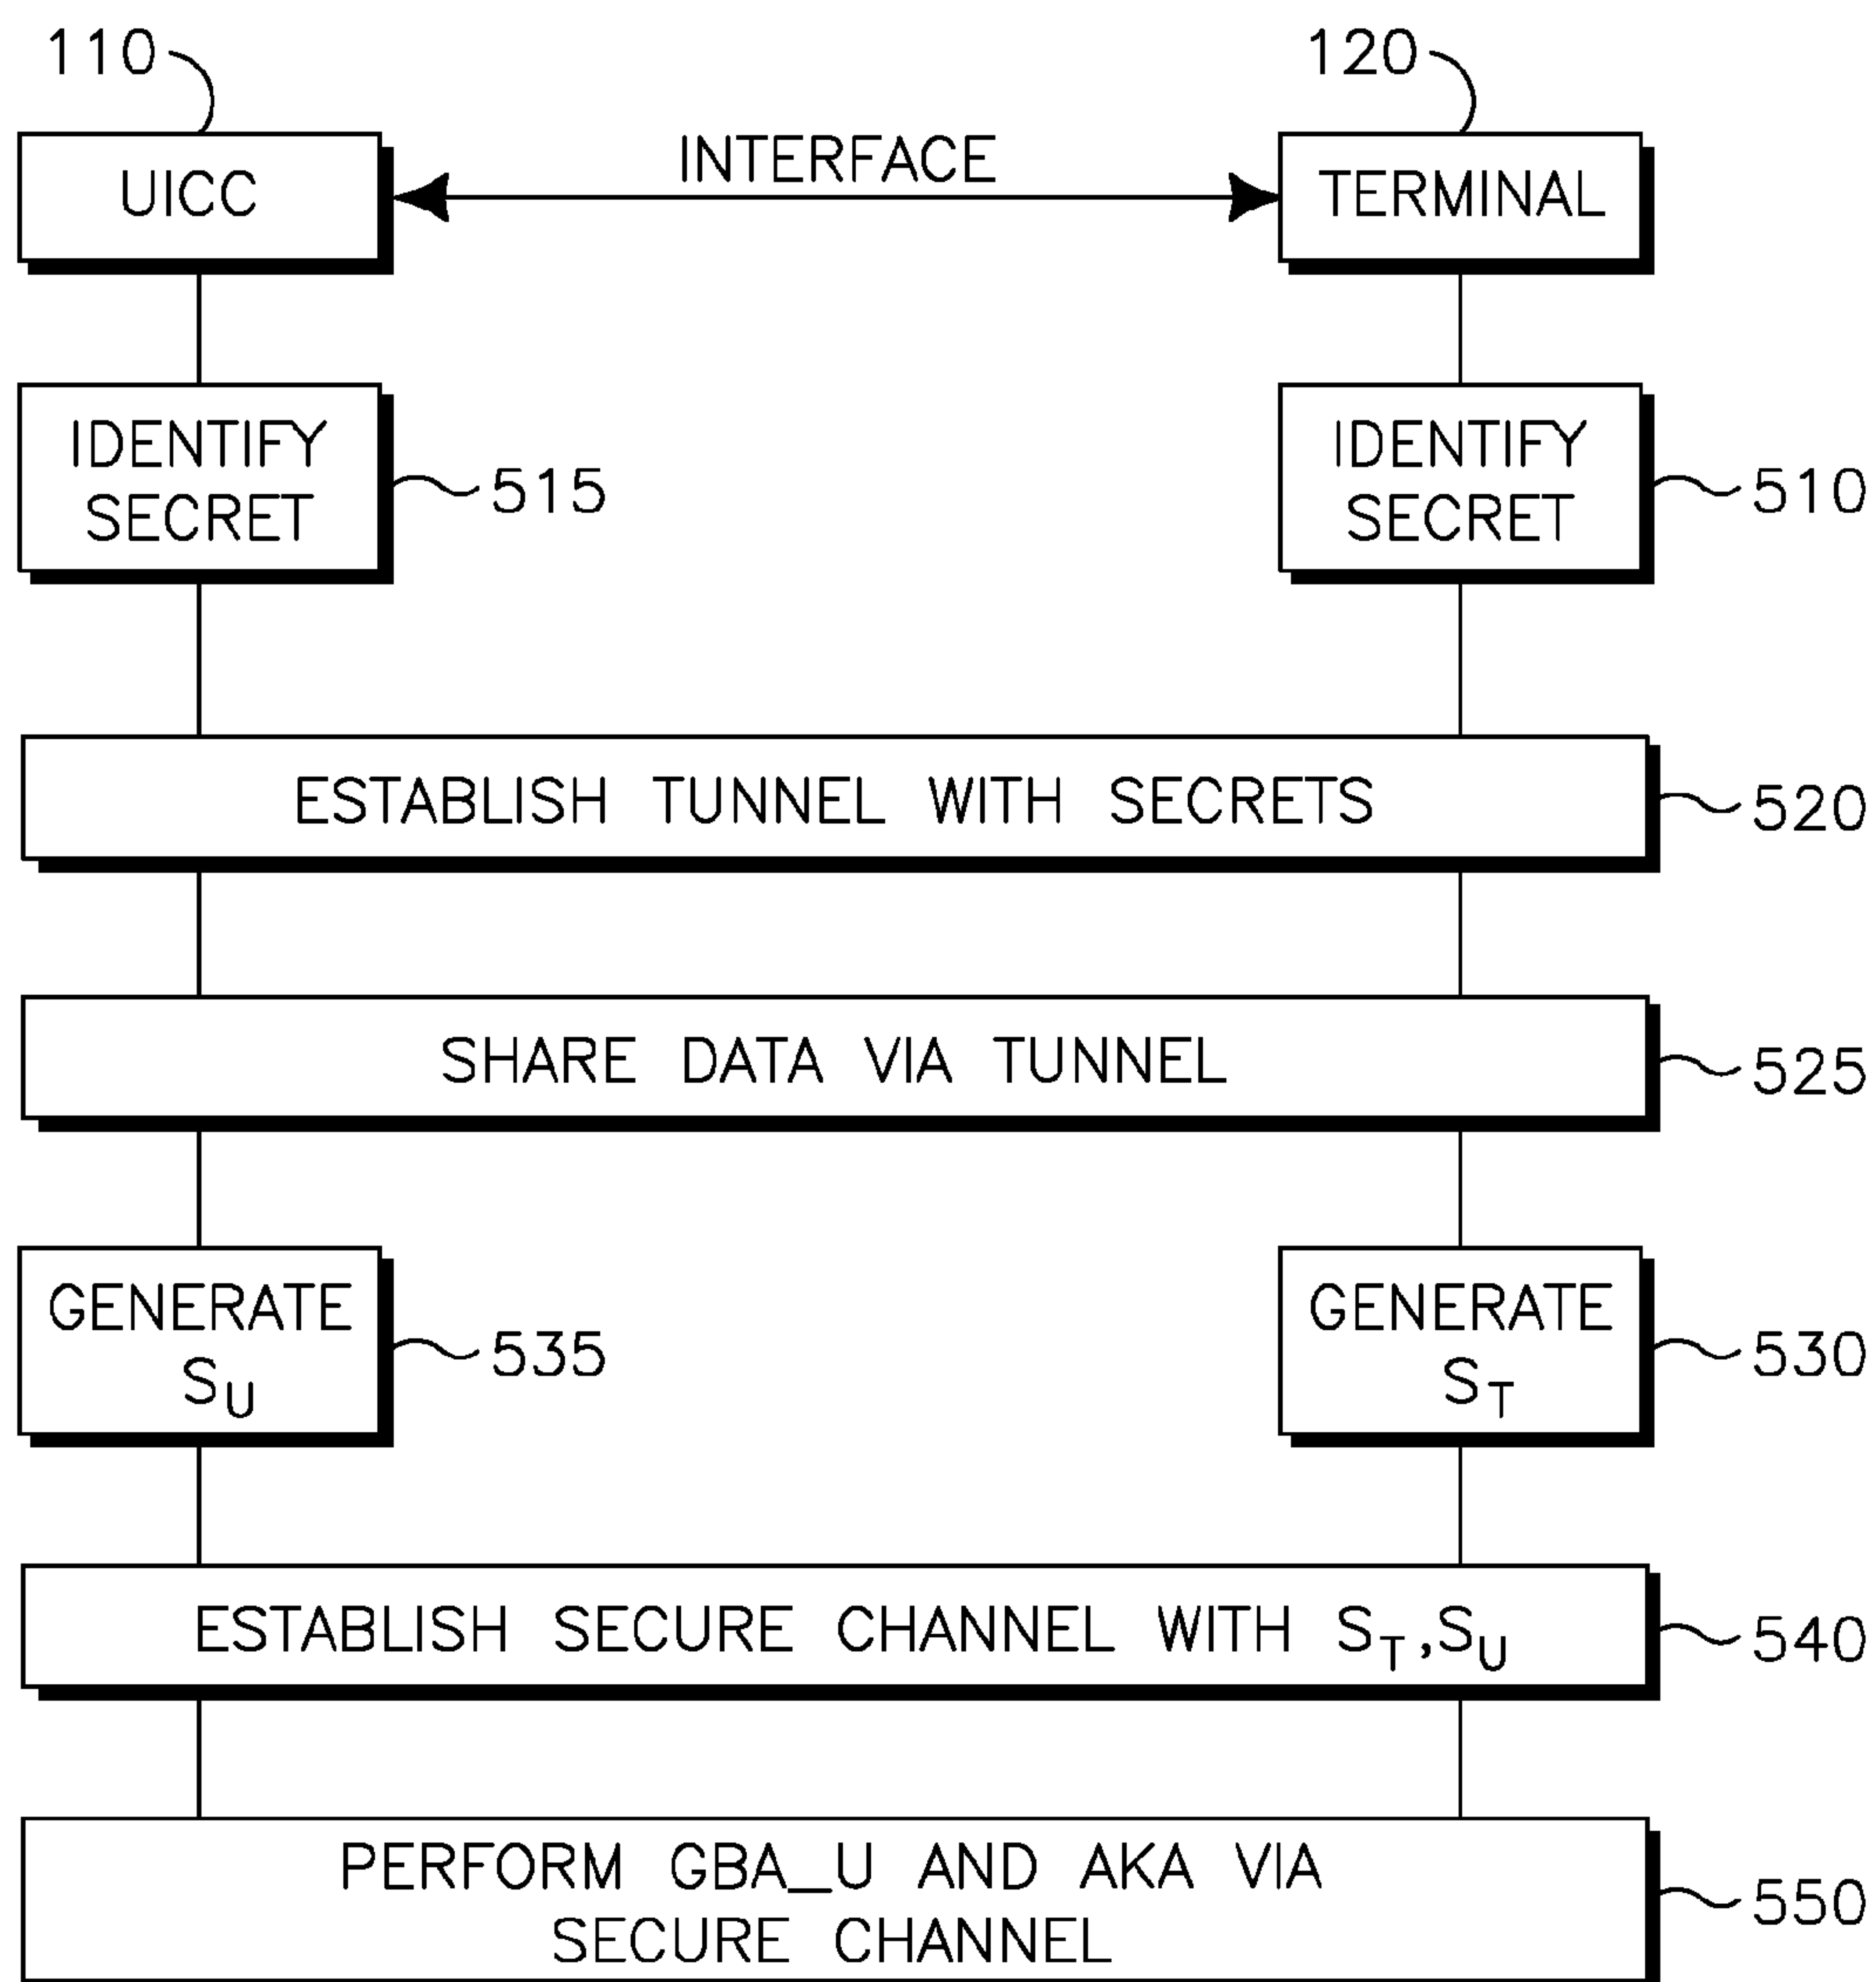 110
120
INTERFACE
UICC
TERMINAL
IDENTIFY
SECRET
515
IDENTIFY
SECRET
510
ESTABLISH TUNNEL WITH SECRETS
520
SHARE DATA VIA TUNNEL
525
GENERATE
SU
535
GENERATE
ST
530
ESTABLISH SECURE CHANNEL WITH ST,SU
540
PERFORM GBA_U AND AKA VIA
SECURE CHANNEL
550